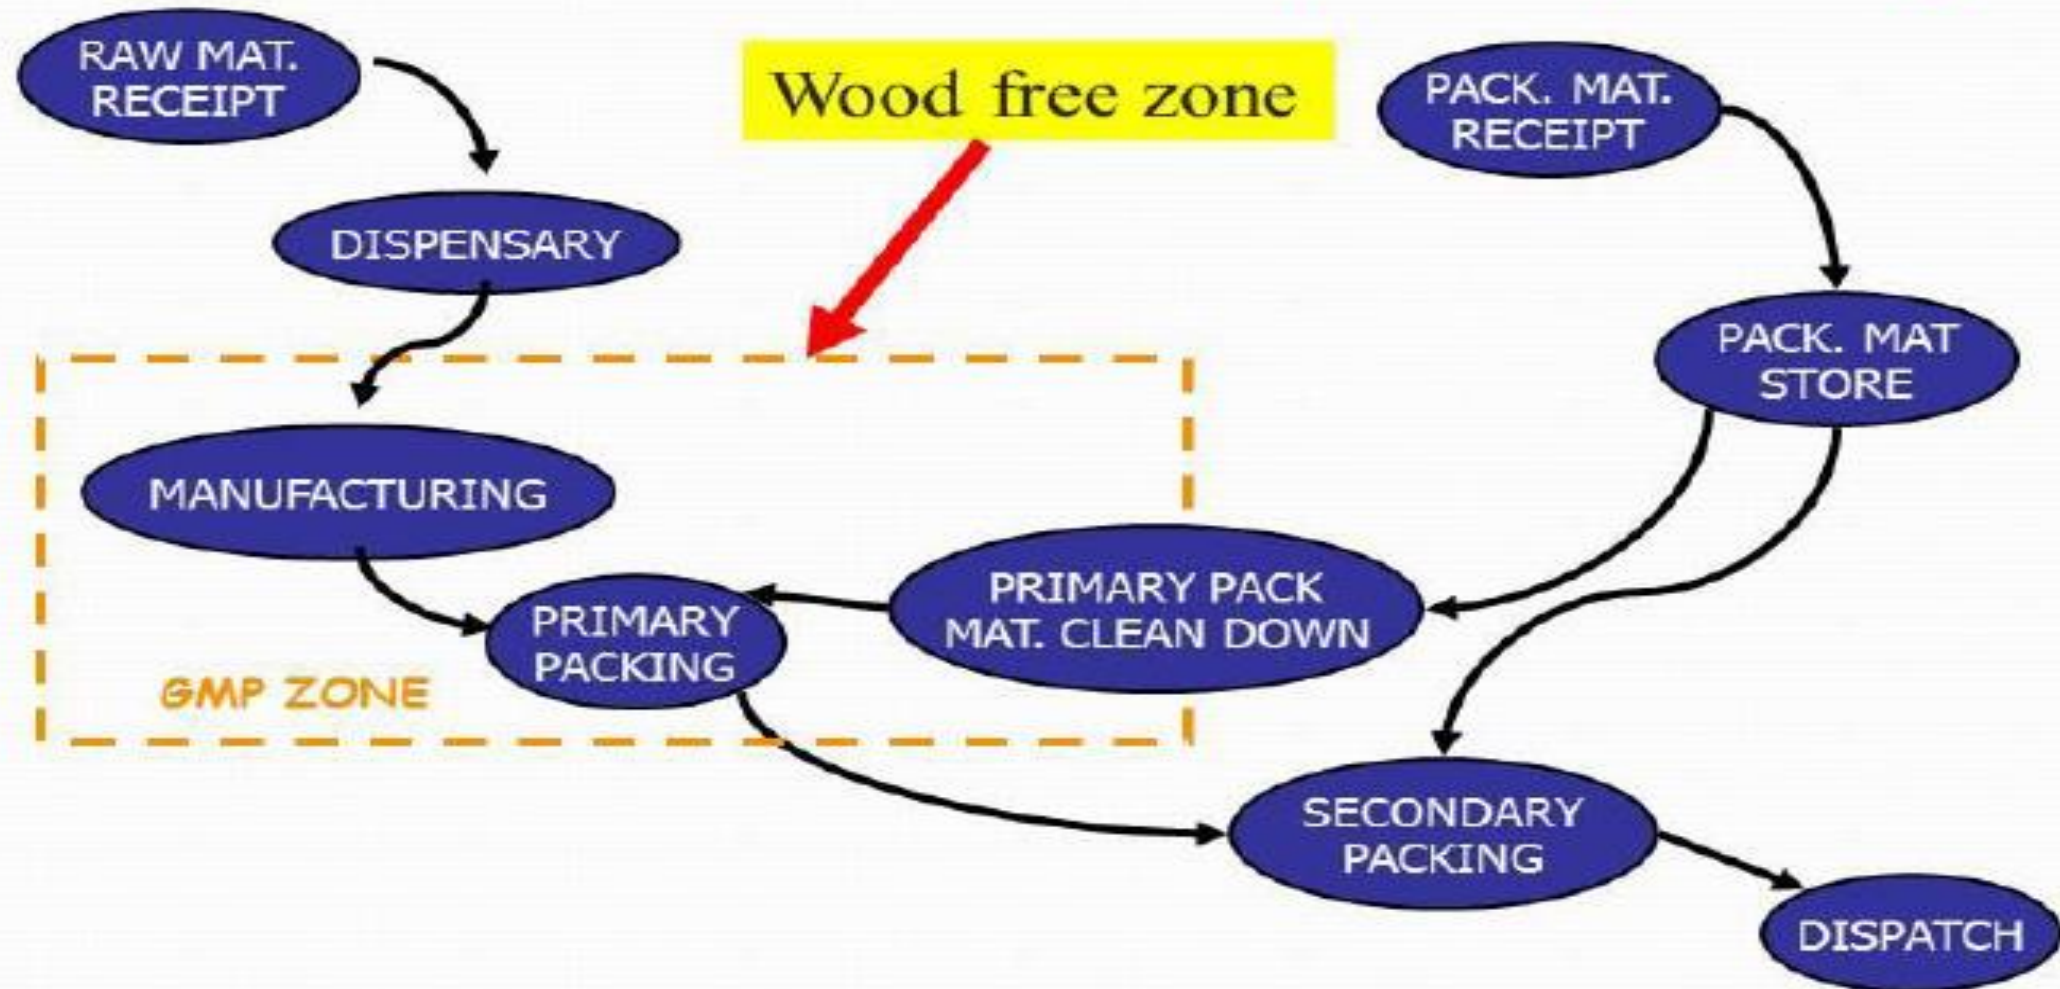 RAW MAT.
RECEIPT
Wood free zone
PACK. MAT.
RECEIPT
DISPENSARY
PACK. MAT
STORE
MANUFACTURING
PRIMARY PACK
MAT. CLEAN DOWN
PRIMARY
PACKING
GMP ZONE
SECONDARY
PACKING
DISPATCH